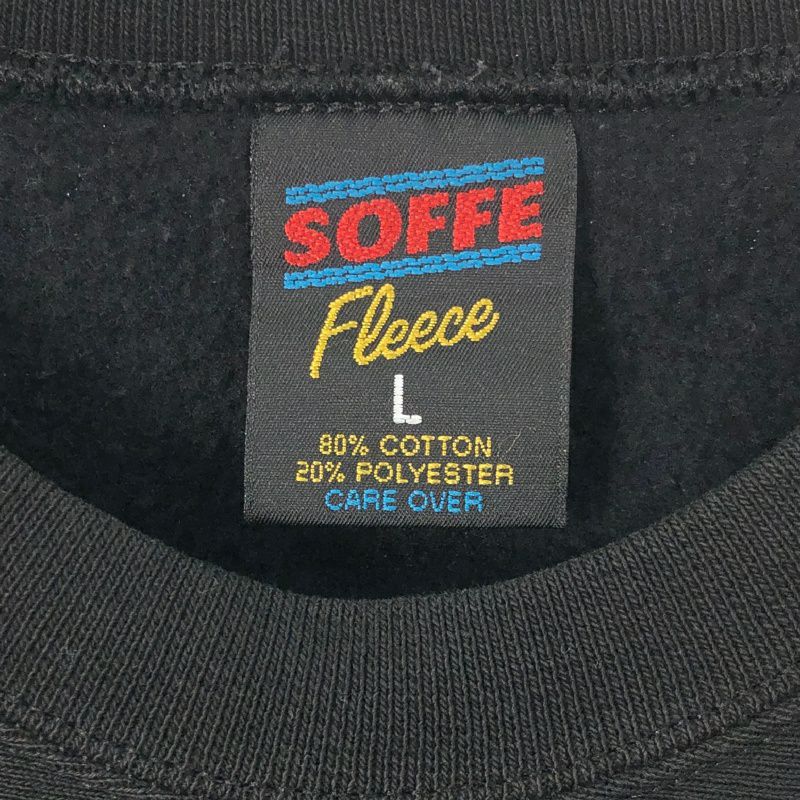 SOFFE
Fleece
L
80% COTTON
20% POLYESTER
CARE OVER